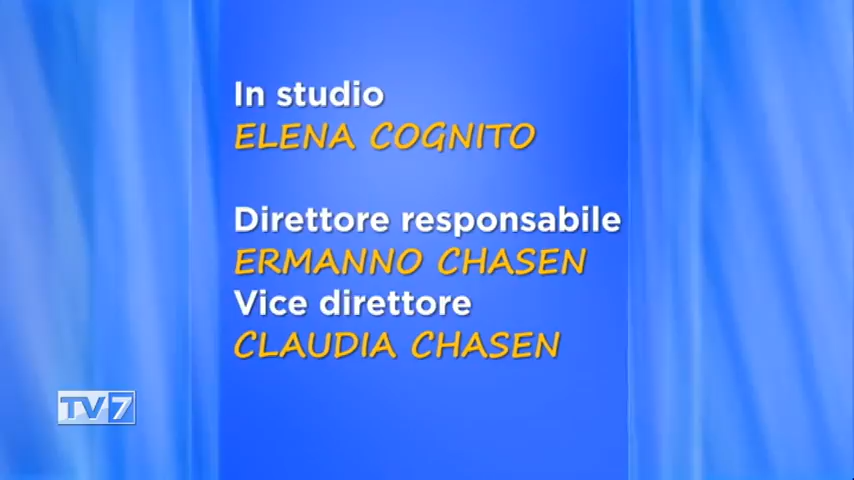 In studio
ELENA COGNITO
Direttore responsabile
ERMANNO CHASEN
Vice direttore
CLAUDIA CHASEN
TV7